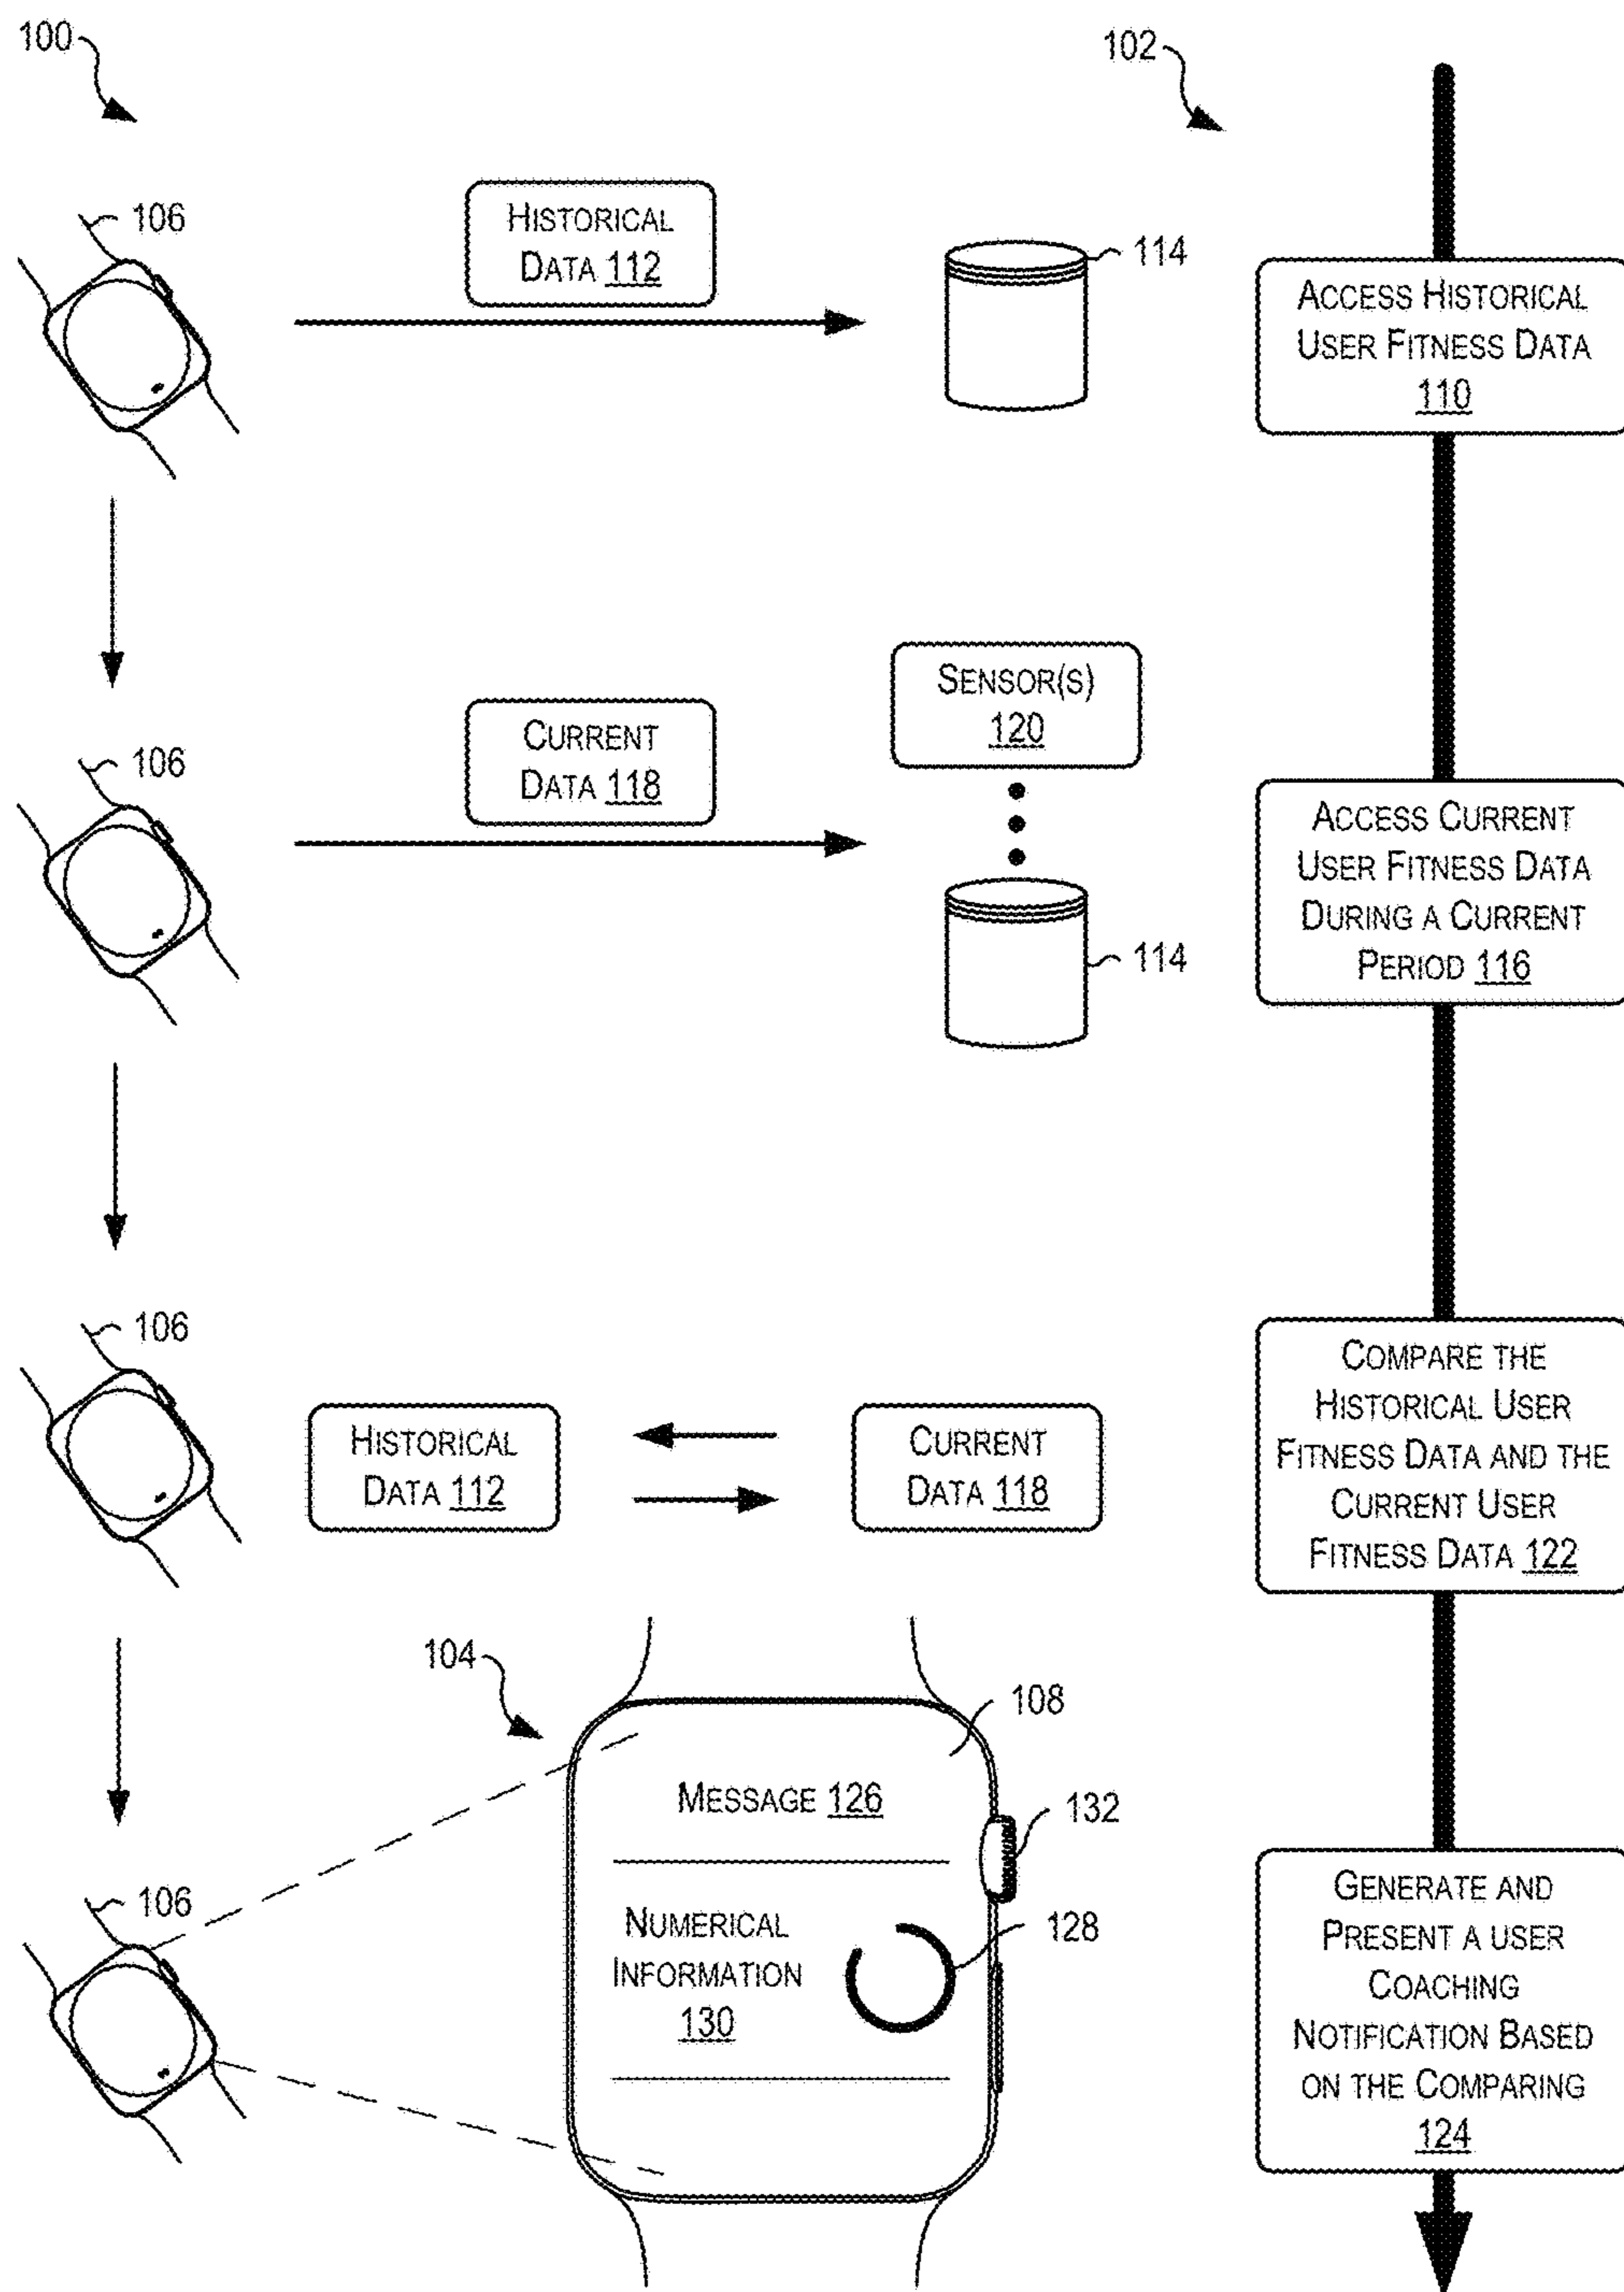 100
102
106
HISTORICAL
DATA 112
114
ACCESS HISTORICAL
USER FITNESS DATA
110
106
CURRENT
DATA 118
SENSOR(S)
120
114
ACCESS CURRENT
USER FITNESS DATA
DURING A CURRENT
PERIOD 116
106
HISTORICAL
DATA 112
CURRENT
DATA 118
COMPARE THE
HISTORICAL USER
FITNESS DATA AND THE
CURRENT USER
FITNESS DATA 122
104
108
MESSAGE 126
132
106
NUMERICAL
INFORMATION
130
128
GENERATE AND
PRESENT A USER
COACHING
NOTIFICATION BASED
ON THE COMPARING
124